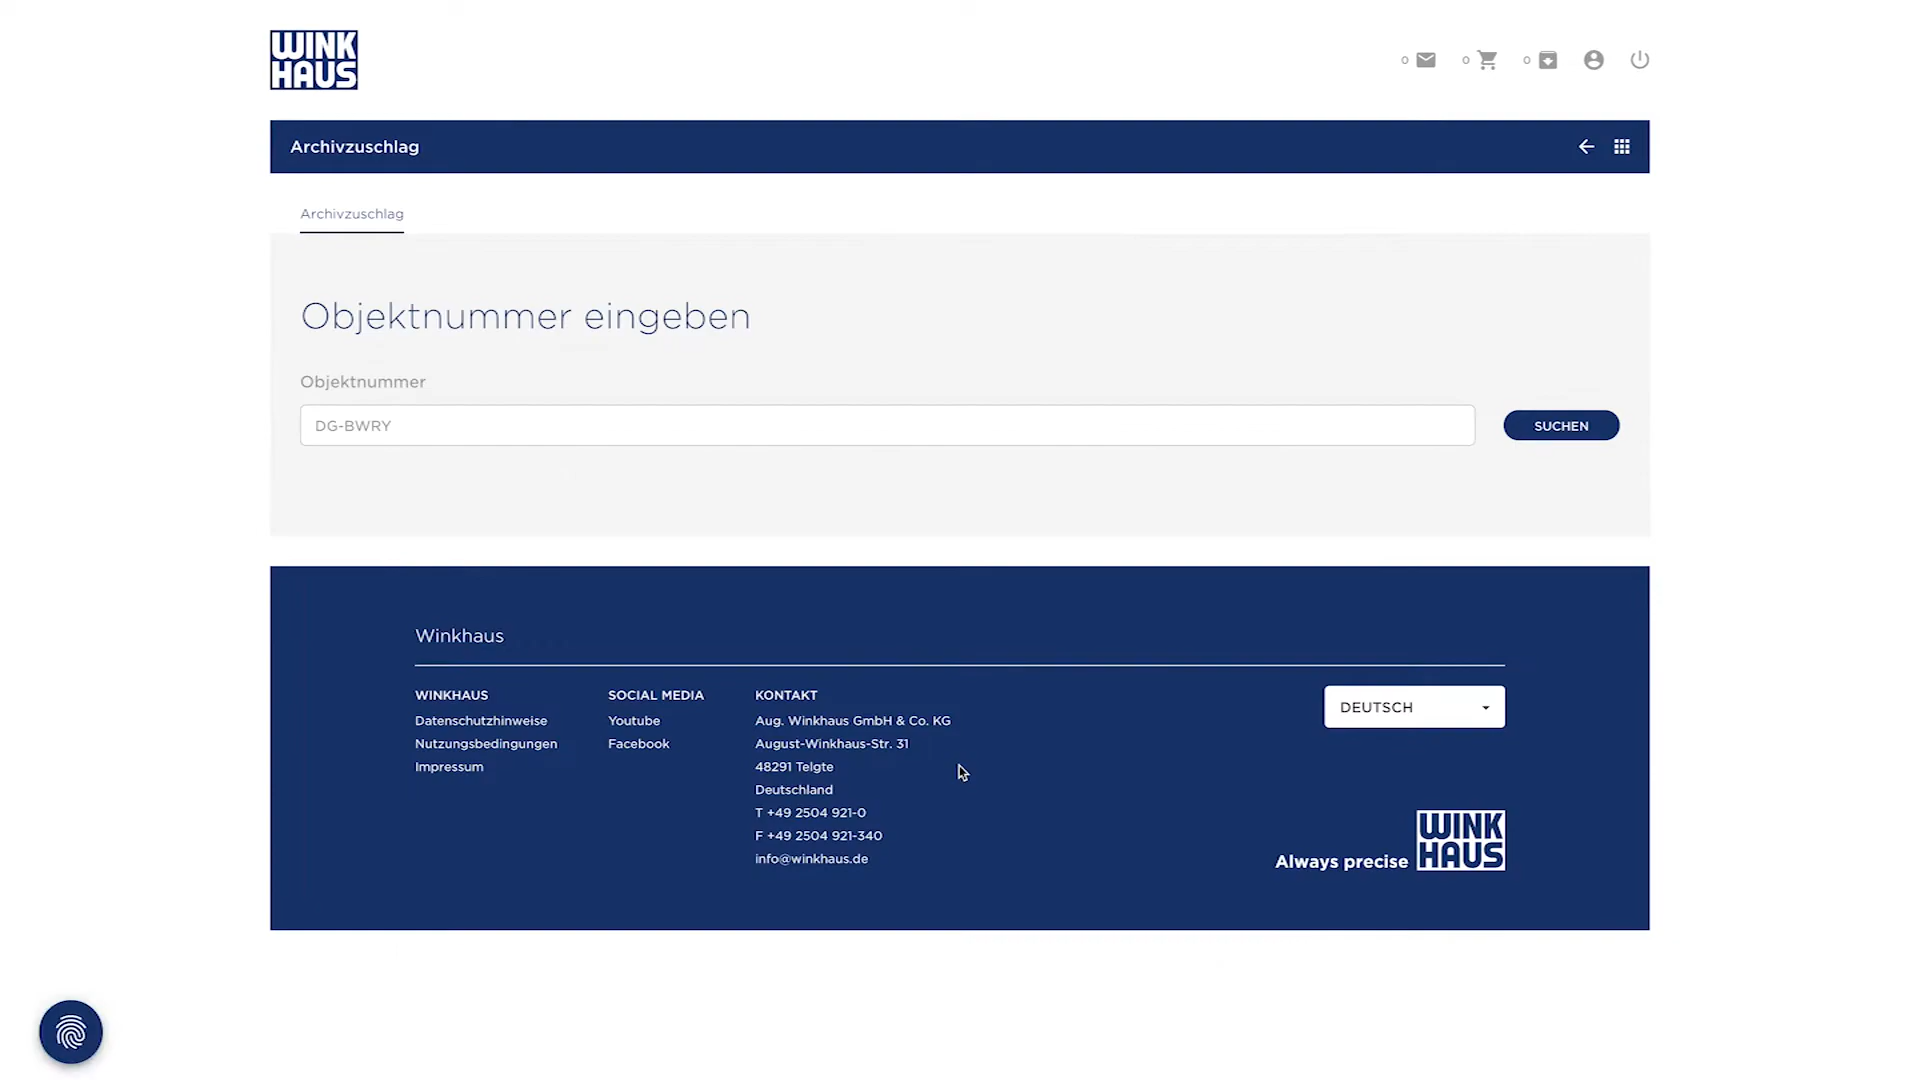 WINK
HAUS
0
0
0
Archivzuschlag
Archivzuschlag
Objektnummer eingeben
Objektnummer
DG-BWRY
SUCHEN
Winkhaus
WINKHAUS
Datenschutzhinweise
Nutzungsbedingungen
Impressum
SOCIAL MEDIA
Youtube
Facebook
KONTAKT
Aug. Winkhaus GmbH & Co. KG
August-Winkhaus-Str. 31
48291 Telgte
Deutschland
T +49 2504 921-0
F +49 2504 921-340
info@winkhaus.de
DEUTSCH
Always precise
WINK
HAUS